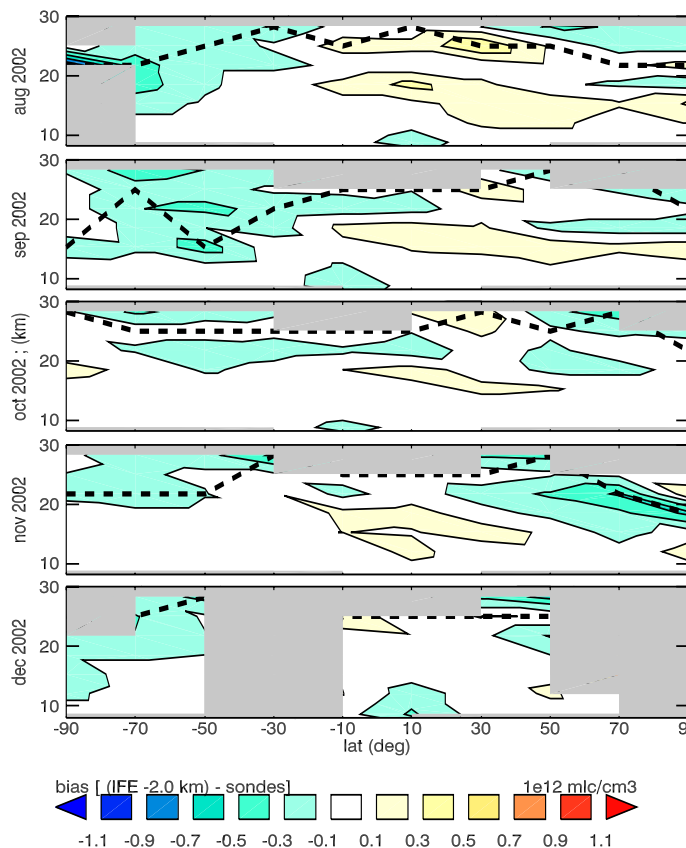 30
20
10
aug 2002
30
20
10
sep 2002
30
20
10
oct 2002 ; (km)
30
20
10
nov 2002
30
20
10
dec 2002
-90 -70 -50 -30 -10 10 30 50 70 90
lat (deg)
bias [ (IFE -2.0 km) - sondes] 1e12 mlc/cm3
-1.1 -0.9 -0.7 -0.5 -0.3 -0.1 0.1 0.3 0.5 0.7 0.9 1.1